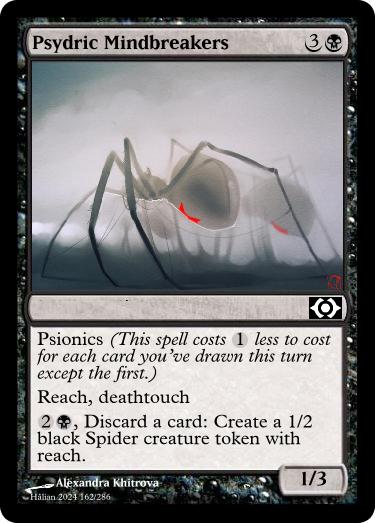 Psydric Mindbreakers 3
Psionics (This spell costs 1 less to cost
for each card you've drawn this turn
except the first.)
Reach, deathtouch
2, Discard a card: Create a 1/2
black Spider creature token with
reach.
1/3
Alexandra Khitrova
Hálian 2024 162/286